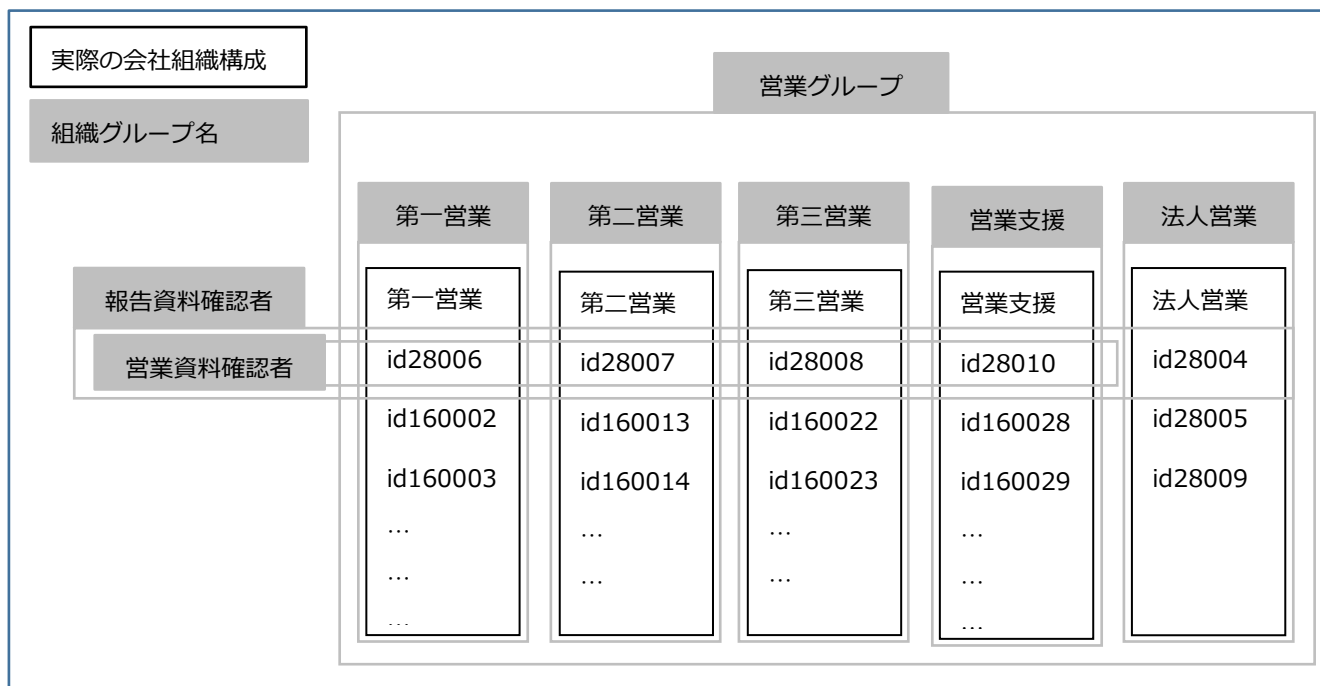 実際の会社組織構成
組織グループ名
営業グループ
第一営業
第二営業
第三営業
営業支援
法人営業
報告資料確認者
営業資料確認者
第一営業
id28006
id160002
id160003
…
…
…
第二営業
id28007
id160013
id160014
…
…
第三営業
id28008
id160022
id160023
…
…
営業支援
id28010
id160028
id160029
…
…
…
法人営業
id28004
id28005
id28009